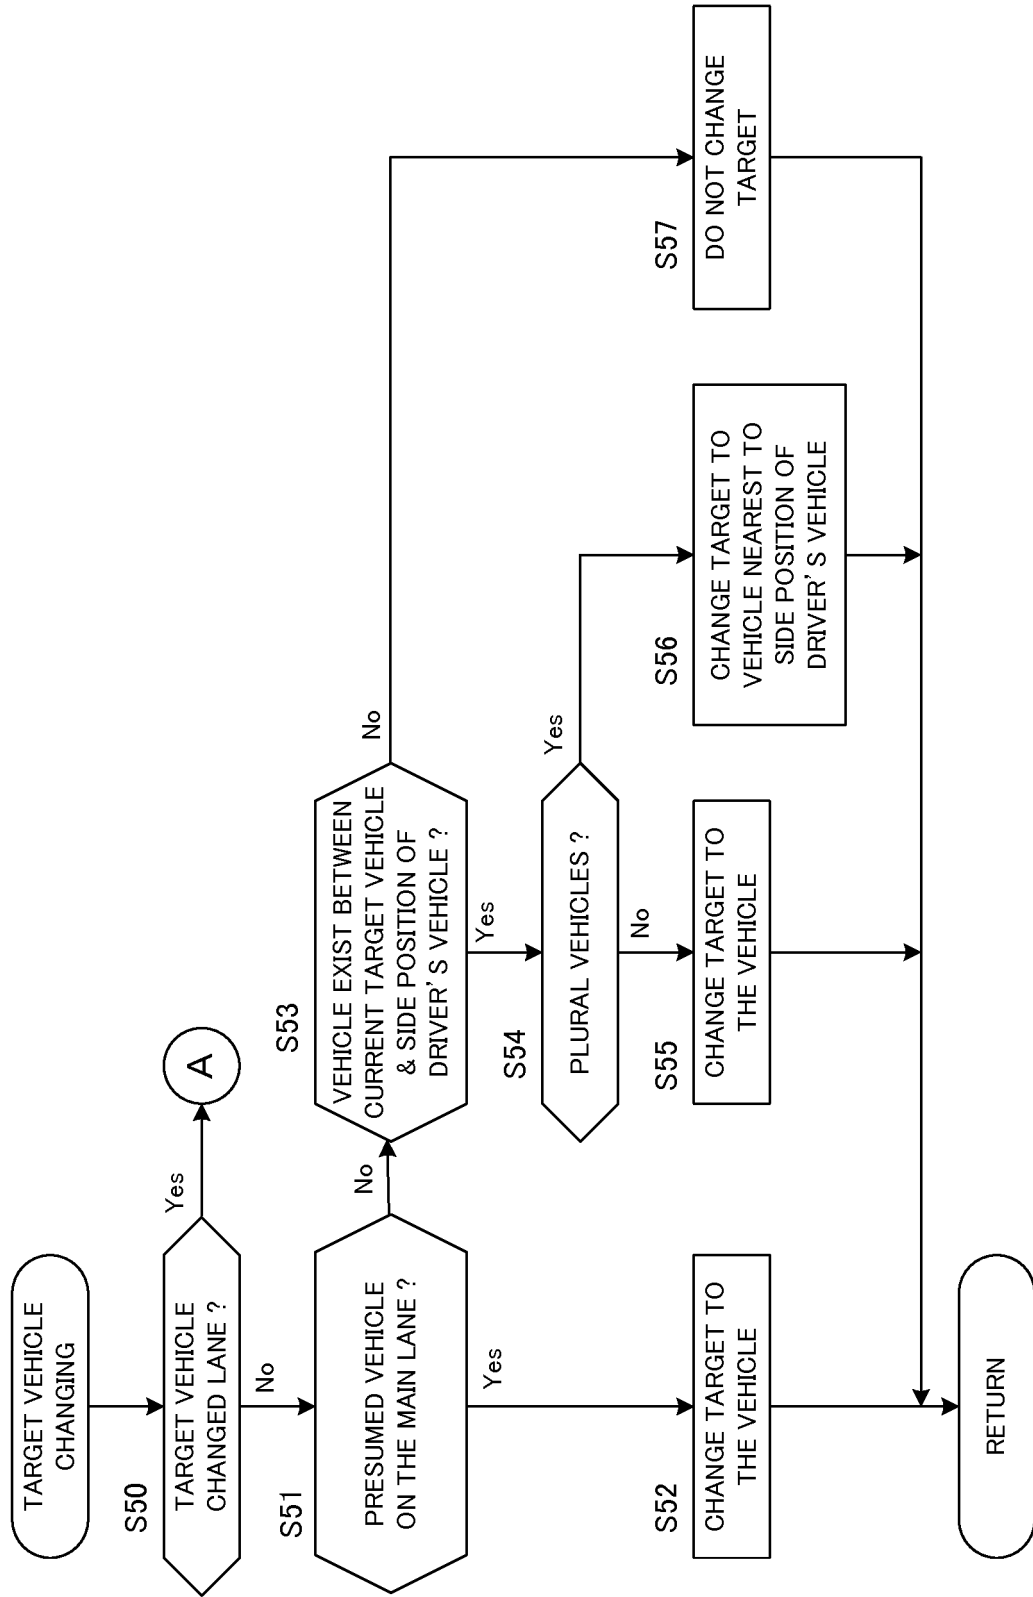 TARGET VEHICLE
CHANGING
S50
TARGET VEHICLE
CHANGED LANE ?
Yes
A
No
S51
PRESUMED VEHICLE
ON THE MAIN LANE ?
No
Yes
S52
CHANGE TARGET TO
THE VEHICLE
S53
VEHICLE EXIST BETWEEN
CURRENT TARGET VEHICLE
& SIDE POSITION OF
DRIVER'S VEHICLE ?
No
Yes
S54
PLURAL VEHICLES ?
Yes
No
S55
CHANGE TARGET TO
THE VEHICLE
S56
CHANGE TARGET TO
VEHICLE NEAREST TO
SIDE POSITION OF
DRIVER'S VEHICLE
S57
DO NOT CHANGE
TARGET
RETURN